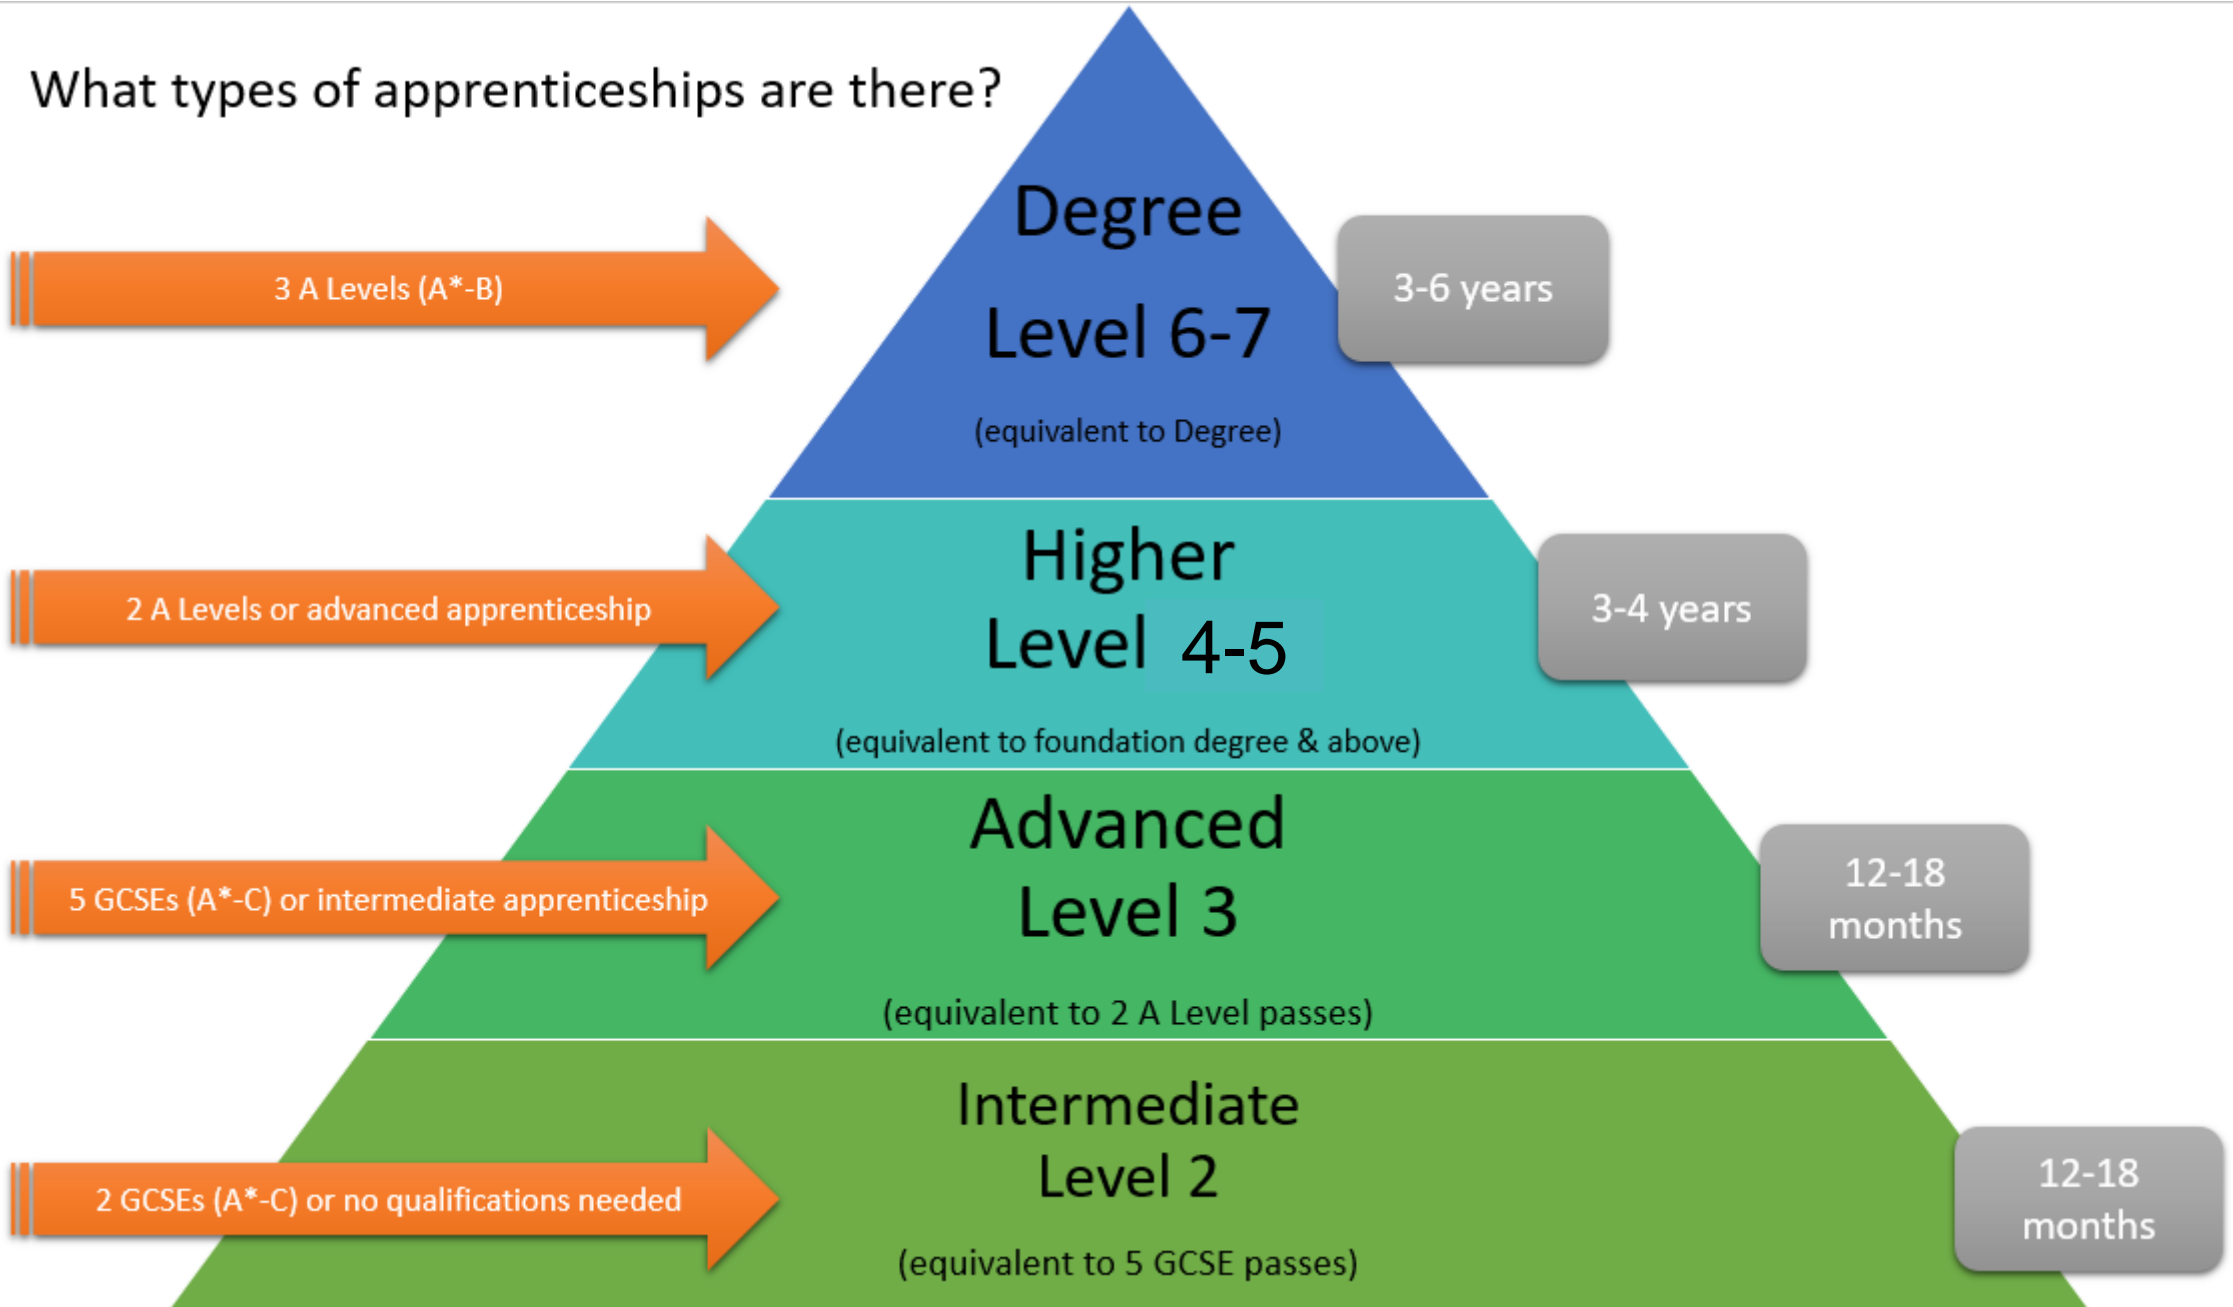 What types of apprenticeships are there?
3 A Levels (A*-B)
Degree
Level 6-7
(equivalent to Degree)
3-6 years
2 A Levels or advanced apprenticeship
Higher
Level 4-5
(equivalent to foundation degree & above)
3-4 years
5 GCSEs (A*-C) or intermediate apprenticeship
Advanced
Level 3
(equivalent to 2 A Level passes)
12-18
months
2 GCSEs (A*-C) or no qualifications needed
Intermediate
Level 2
(equivalent to 5 GCSE passes)
12-18
months